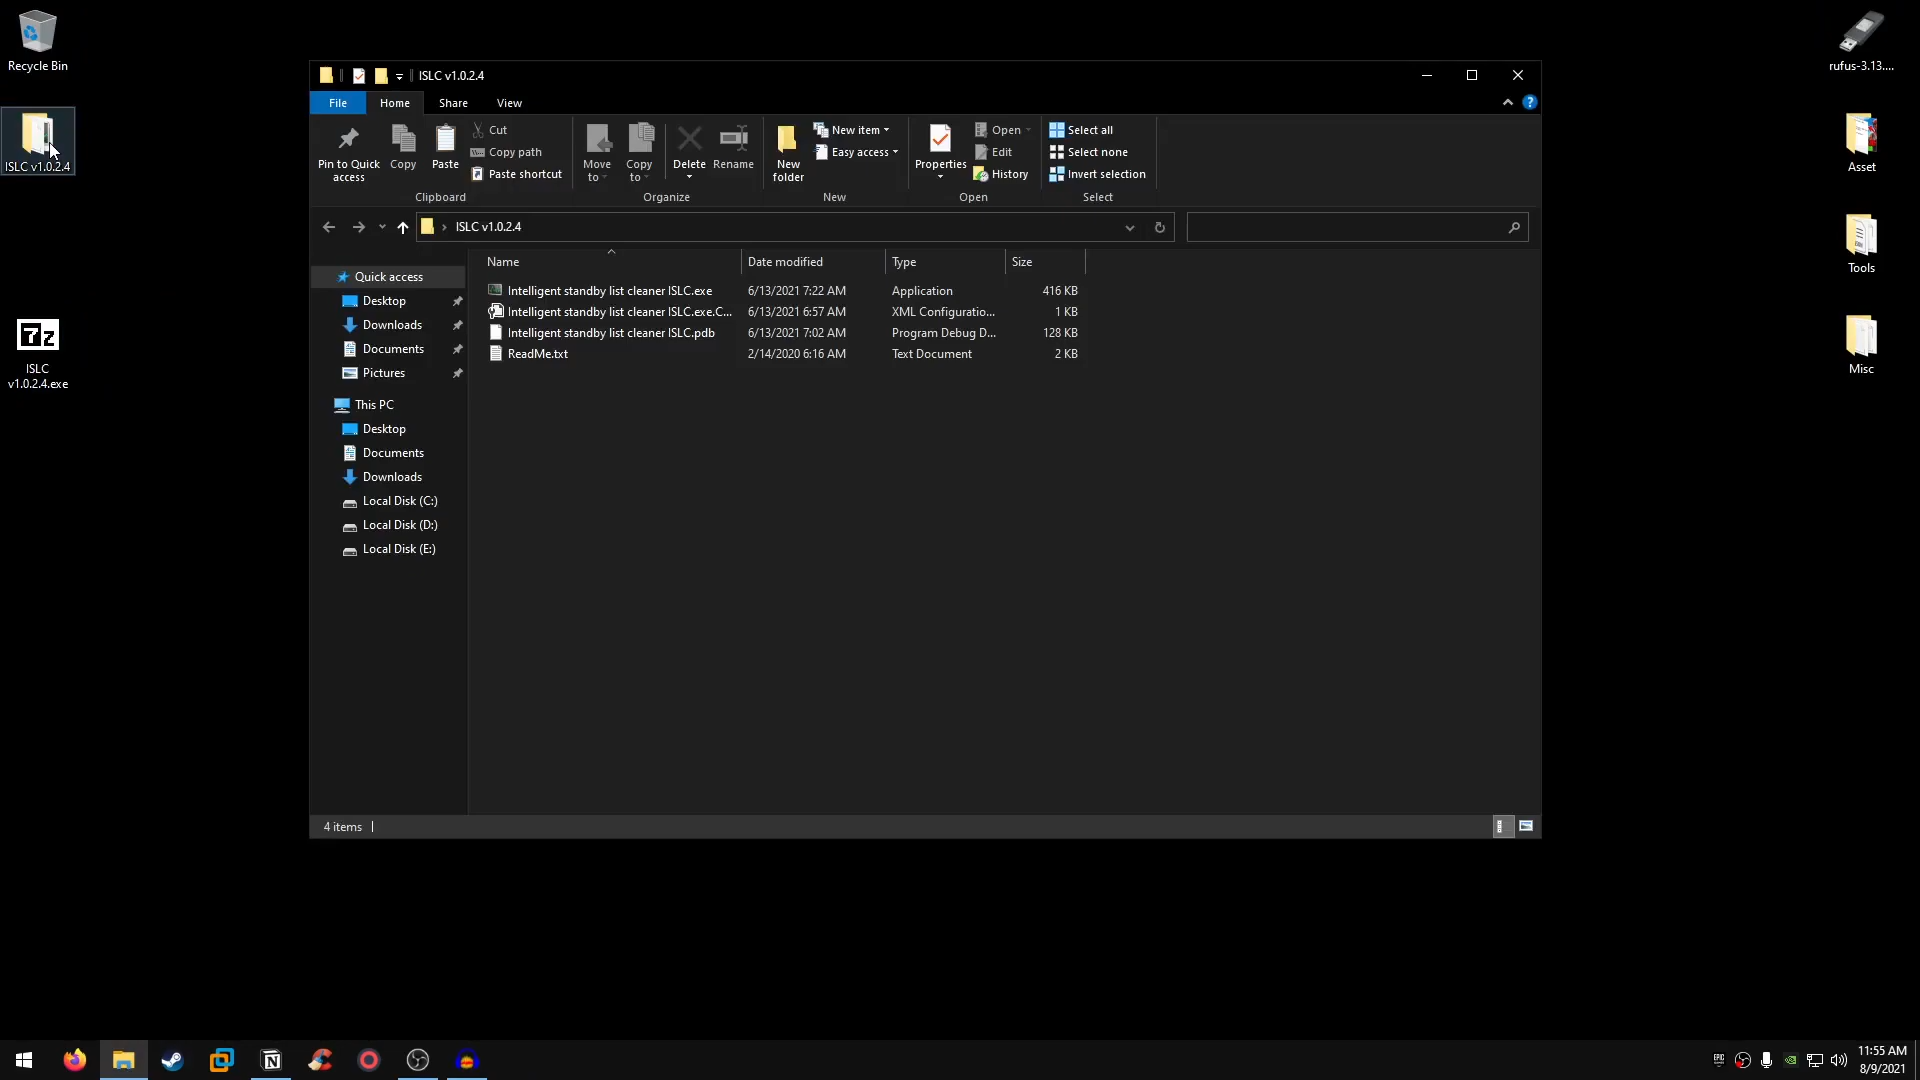 Recycle Bin
ISLC v1.0.2.4
7z
ISLC
v1.0.2.4.exe
rufus-3.13....
Asset
Tools
Misc
ISLC v1.0.2.4
File Home Share View
Pin to Quick access
Copy
Paste
Cut
Copy path
Paste shortcut
Clipboard
Move to
Copy to
Delete
Rename
Organize
New folder
New item
Easy access
New
Properties
Open
Edit
History
Open
Select all
Select none
Invert selection
Select
ISLC v1.0.2.4
Quick access
Desktop
Downloads
Documents
Pictures
This PC
Desktop
Documents
Downloads
Local Disk (C:)
Local Disk (D:)
Local Disk (E:)
Name Date modified Type Size
Intelligent standby list cleaner ISLC.exe 6/13/2021 7:22 AM Application 416 KB
Intelligent standby list cleaner ISLC.exe.C... 6/13/2021 6:57 AM XML Configuratio... 1 KB
Intelligent standby list cleaner ISLC.pdb 6/13/2021 7:02 AM Program Debug D... 128 KB
ReadMe.txt 2/14/2020 6:16 AM Text Document 2 KB
4 items
11:55 AM
8/9/2021